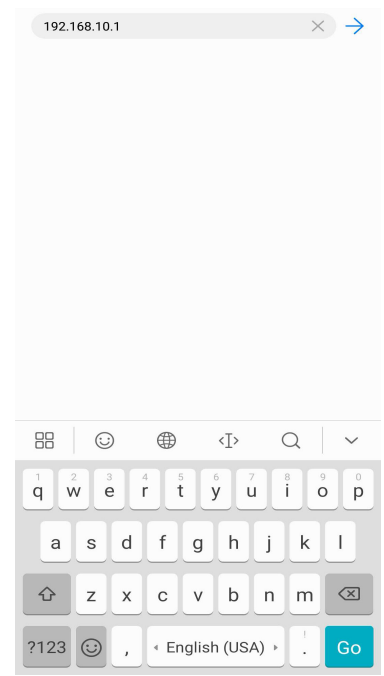 192.168.10.1
1 2 3 4 5 6 7 8 9 0
q w e r t y u i o p
a s d f g h j k l
z x c v b n m
?123 , English (USA) ! . Go